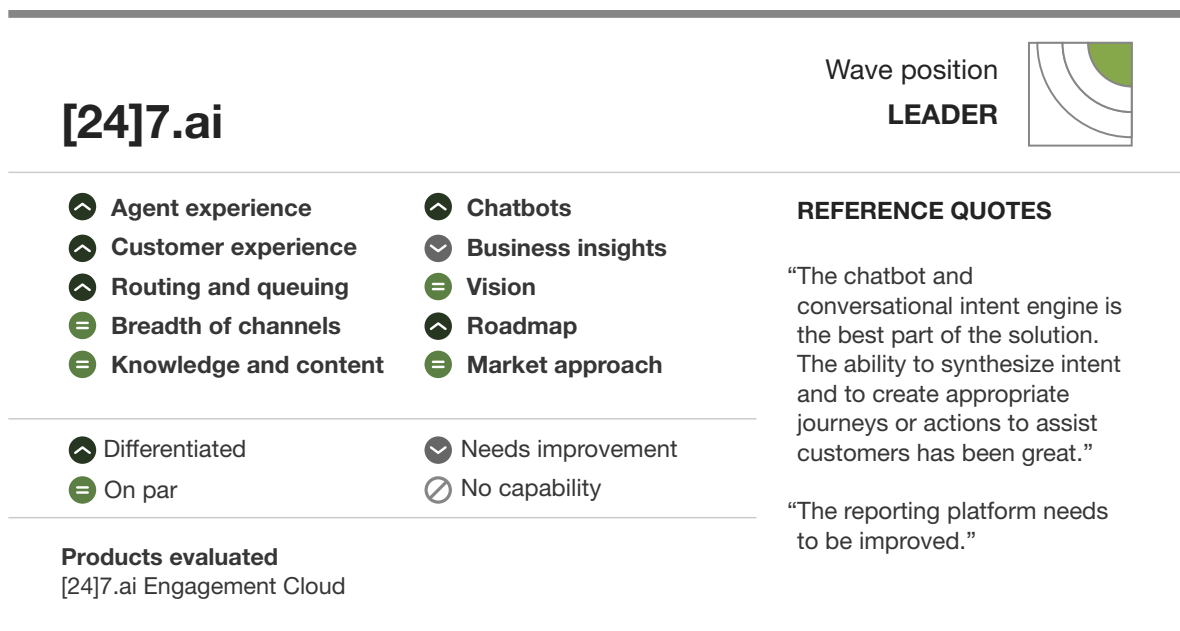 [24]7.ai
Wave position
LEADER
Agent experience
Customer experience
Routing and queuing
Breadth of channels
Knowledge and content
Chatbots
Business insights
Vision
Roadmap
Market approach
Differentiated
On par
Needs improvement
No capability
Products evaluated
[24]7.ai Engagement Cloud
REFERENCE QUOTES
“The chatbot and
conversational intent engine is
the best part of the solution.
The ability to synthesize intent
and to create appropriate
journeys or actions to assist
customers has been great.”
“The reporting platform needs
to be improved.”